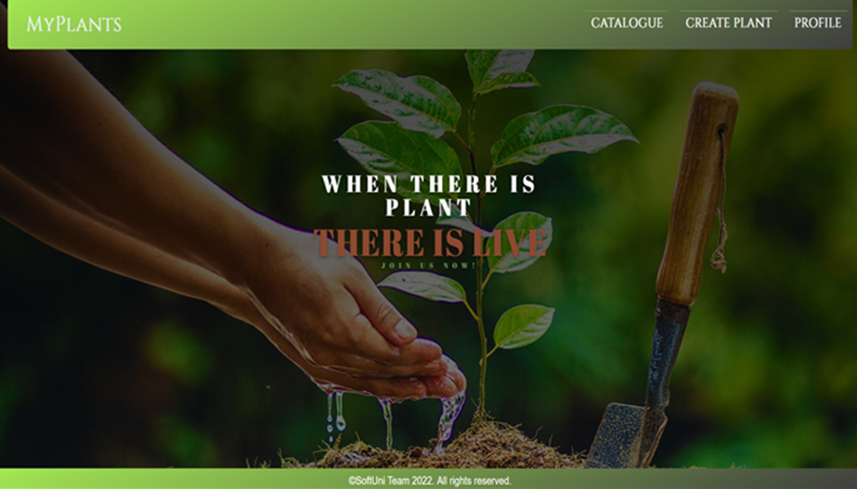 MyPlants
CATALOGUE CREATE PLANT PROFILE
WHEN THERE IS
PLANT
THERE IS LIVE
JOIN US NOW!
©SoftUni Team 2022. All rights reserved.